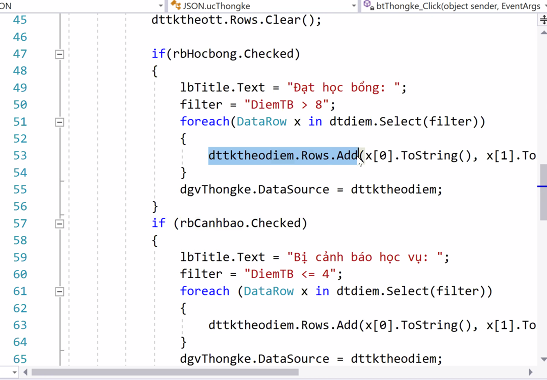 ON
JSON.ucThongke
btThongke_Click(object sender, EventArgs
45 dttktheott.Rows.Clear();
46
47 if(rbHocbong.Checked)
48 {
49 lbTitle.Text = "Đạt học bổng: ";
50 filter = "DiemTB > 8";
51 foreach(DataRow x in dtdiem.Select(filter))
52 {
53 dttktheodiem.Rows.Add(x[0].ToString(), x[1].To
54 }
55 dgvThongke.DataSource = dttktheodiem;
56 }
57 if (rbCanhbao.Checked)
58 {
59 lbTitle.Text = "Bị cảnh báo học vụ: ";
60 filter = "DiemTB <= 4";
61 foreach (DataRow x in dtdiem.Select(filter))
62 {
63 dttktheodiem.Rows.Add(x[0].ToString(), x[1].To
64 }
65 dgvThongke.DataSource = dttktheodiem;